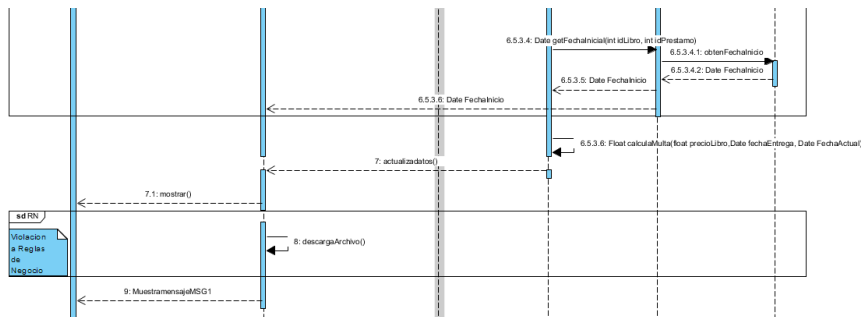 6.5.3.4: Date getFechaInicial(int idLibro, int idPrestamo)
6.5.3.4.1: obtenFechaInicio
6.5.3.4.2: Date FechaInicio
6.5.3.5: Date FechaInicio
6.5.3.6: Date FechaInicio
6.5.3.6: Float calculaMulta(float precioLibro,Date fechaEntrega, Date FechaActual)
7: actualizadatos()
7.1: mostrar()
sd RN
Violacion
a Reglas
de
Negocio
8: descargaArchivo()
9: MuestramensajeMSG1